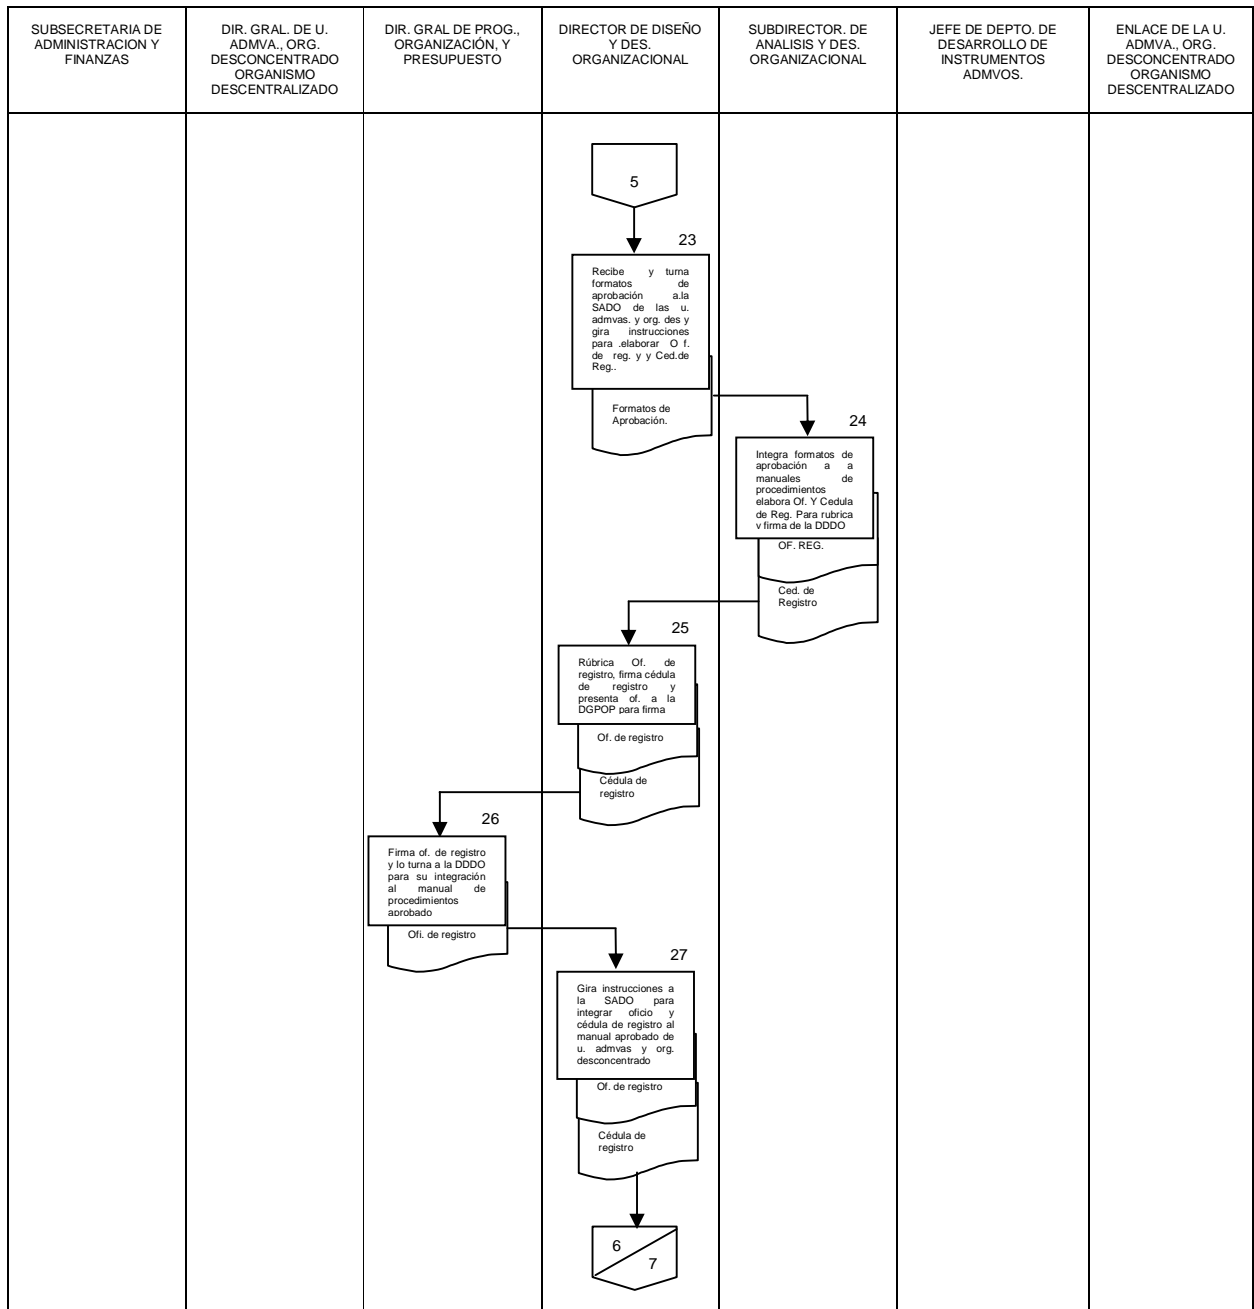 SUBSECRETARIA DE
ADMINISTRACION Y
FINANZAS
DIR. GRAL. DE U.
ADMVA., ORG.
DESCONCENTRADO
ORGANISMO
DESCENTRALIZADO
DIR. GRAL DE PROG.,
ORGANIZACIÓN, Y
PRESUPUESTO
DIRECTOR DE DISEÑO
Y DES.
ORGANIZACIONAL
SUBDIRECTOR. DE
ANALISIS Y DES.
ORGANIZACIONAL
JEFE DE DEPTO. DE
DESARROLLO DE
INSTRUMENTOS
ADMVOS.
ENLACE DE LA U.
ADMVA., ORG.
DESCONCENTRADO
ORGANISMO
DESCENTRALIZADO
5
23
Recibe y turna
formatos de
aprobación a.la
SADO de las u.
admvas. y org. des y
gira instrucciones
para .elaborar O f.
de reg. y y Ced.de
Reg..
Formatos de
Aprobación.
24
Integra formatos de
aprobación a a
manuales de
procedimientos
elabora Of. Y Cedula
de Reg. Para rubrica
y firma de la DDDO
OF. REG.
Ced. de
Registro
25
Rúbrica Of. de
registro, firma cédula
de registro y
presenta of. a la
DGPOP para firma
Of. de registro
Cédula de
registro
26
Firma of. de registro
y lo turna a la DDDO
para su integración
al manual de
procedimientos
aprobado
Ofi. de registro
27
Gira instrucciones a
la SADO para
integrar oficio y
cédula de registro al
manual aprobado de
u. admvas y org.
desconcentrado
Of. de registro
Cédula de
registro
6
7